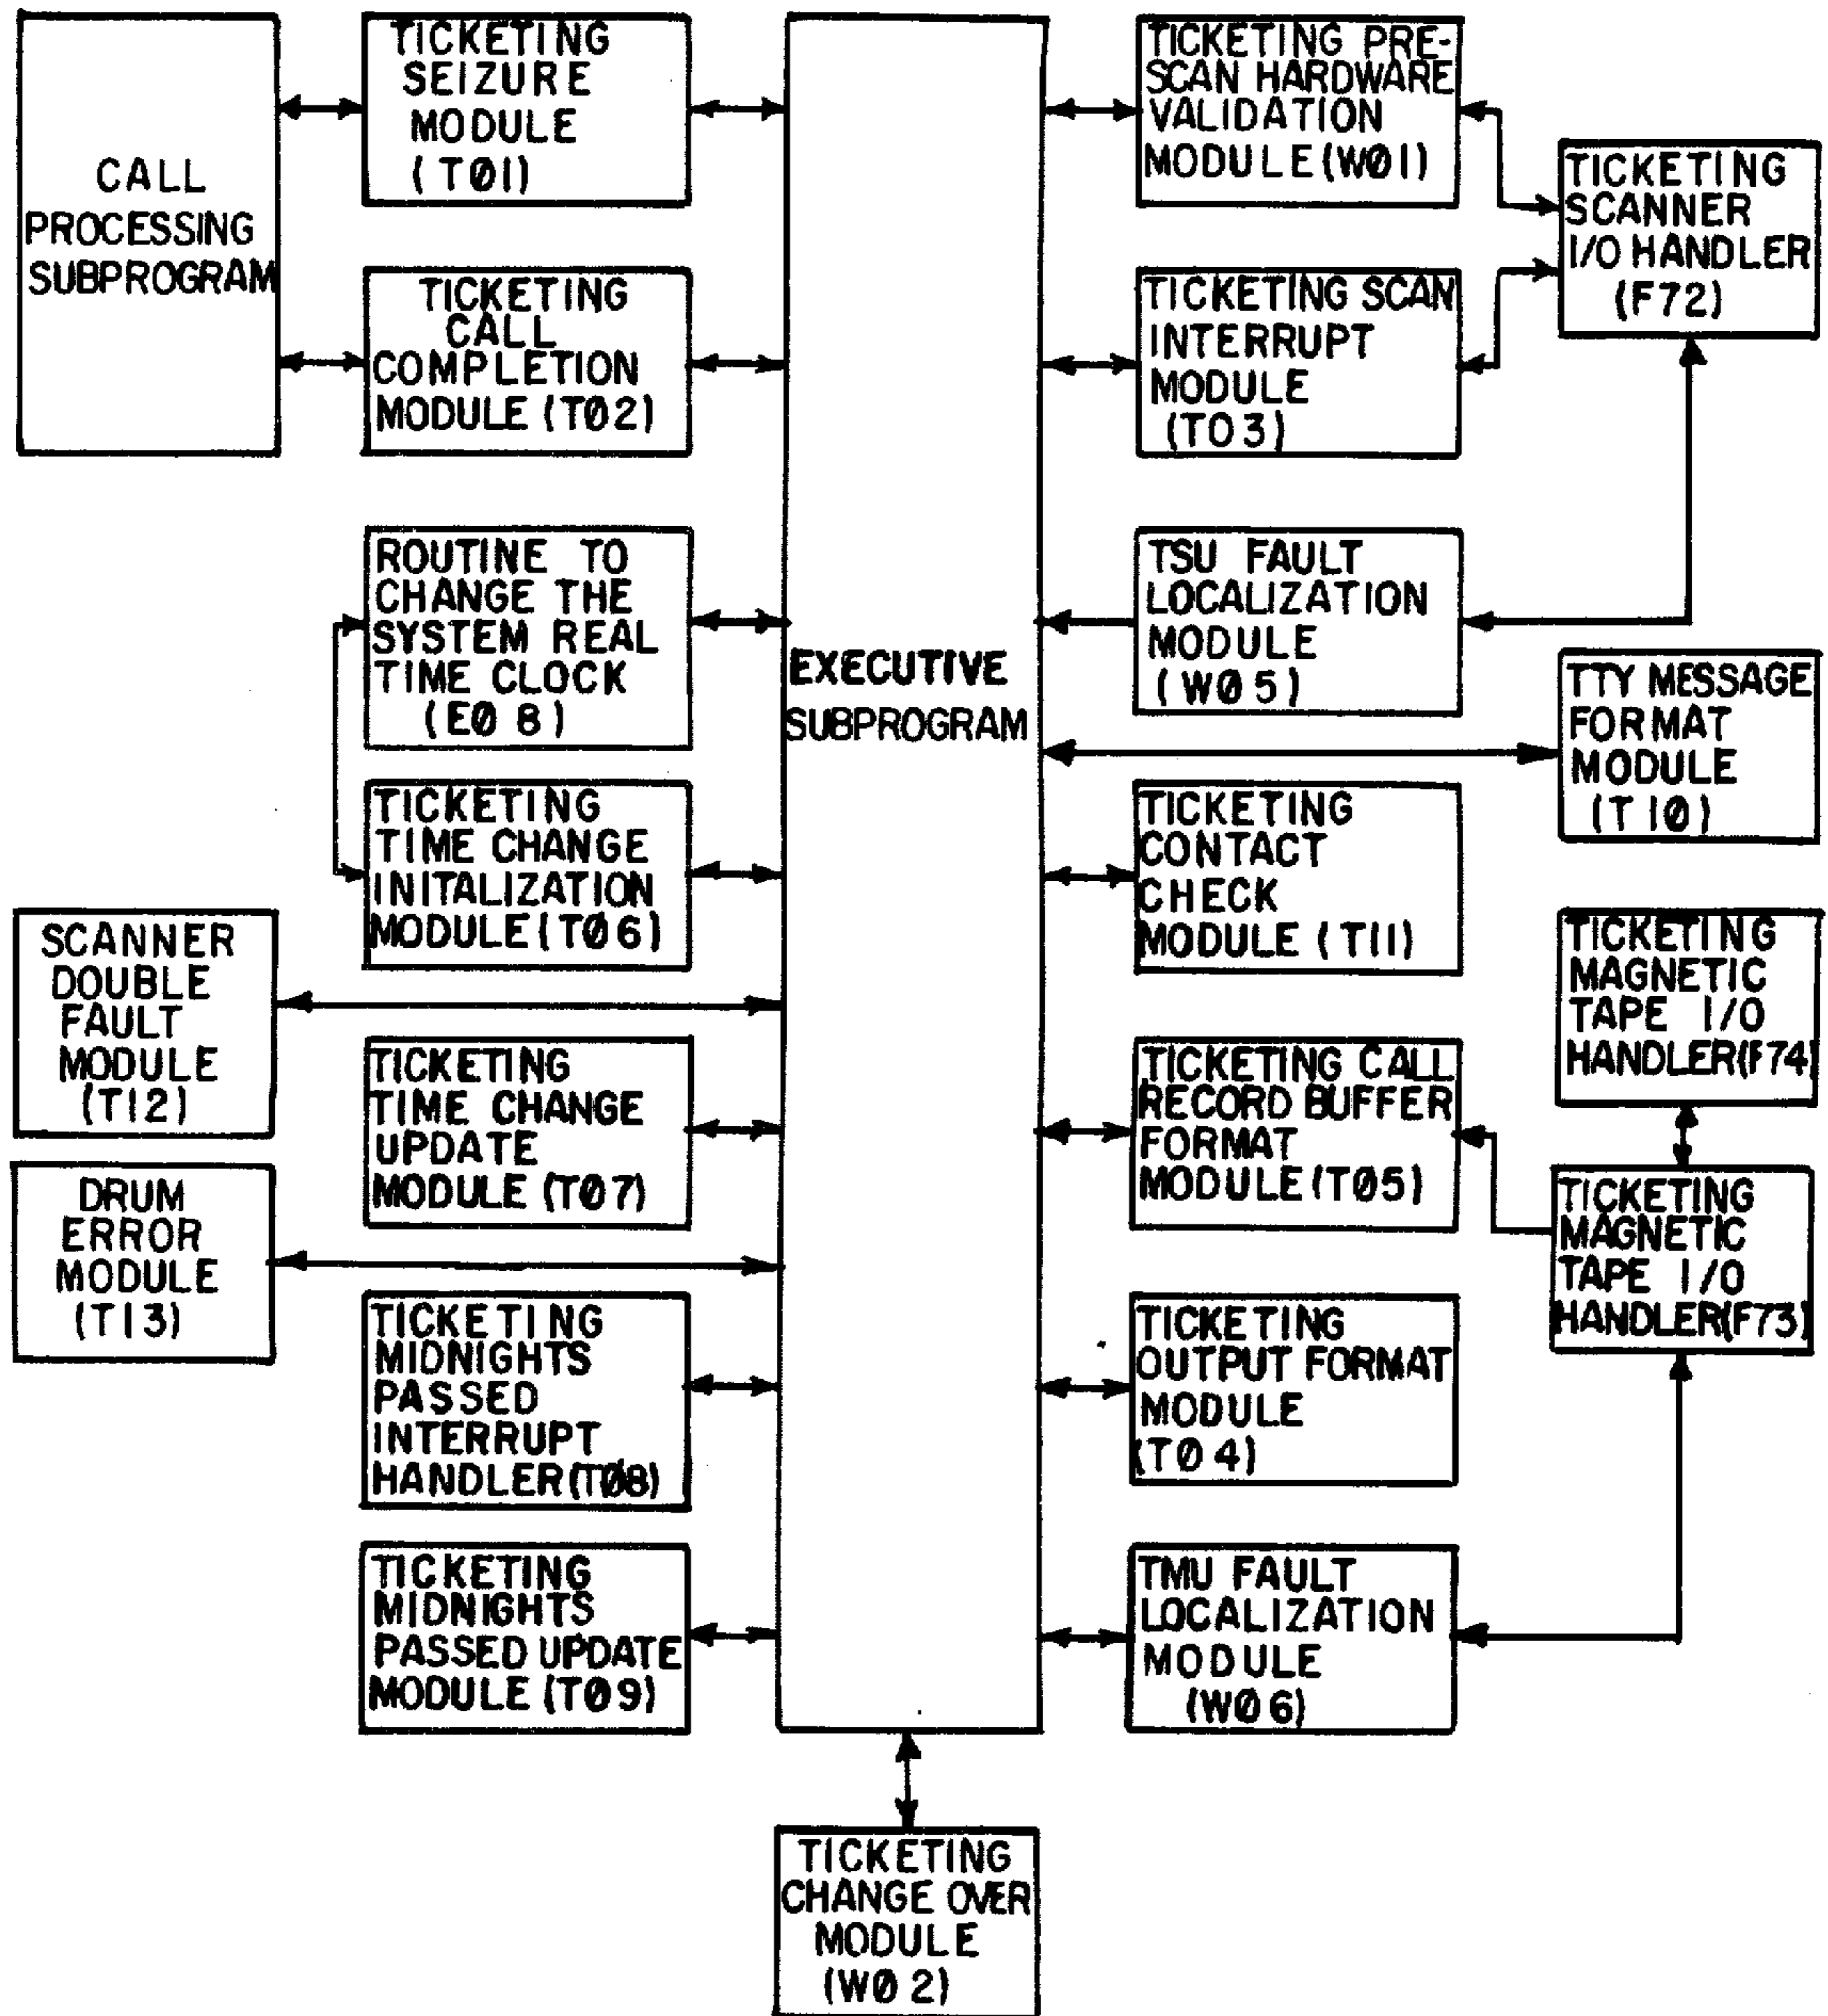 CALL
PROCESSING
SUBPROGRAM
TICKETING
SEIZURE
MODULE
(TØ1)
TICKETING
CALL
COMPLETION
MODULE (TØ2)
ROUTINE TO
CHANGE THE
SYSTEM REAL
TIME CLOCK
(EØ 8)
TICKETING
TIME CHANGE
INITALIZATION
MODULE (TØ6)
SCANNER
DOUBLE
FAULT
MODULE
(T12)
TICKETING
TIME CHANGE
UPDATE
MODULE (TØ7)
DRUM
ERROR
MODULE
(T13)
TICKETING
MIDNIGHTS
PASSED
INTERRUPT
HANDLER (TØ8)
TICKETING
MIDNIGHTS
PASSED UPDATE
MODULE (TØ9)
EXECUTIVE
SUBPROGRAM
TICKETING PRE-
SCAN HARDWARE
VALIDATION
MODULE (WØ1)
TICKETING SCAN
INTERRUPT
MODULE
(TO3)
TICKETING
SCANNER
I/O HANDLER
(F72)
TSU FAULT
LOCALIZATION
MODULE
(WØ5)
TTY MESSAGE
FORMAT
MODULE
(T1Ø)
TICKETING
CONTACT
CHECK
MODULE (T11)
TICKETING
MAGNETIC
TAPE I/O
HANDLER(F74)
TICKETING CALL
RECORD BUFFER
FORMAT
MODULE (TØ5)
TICKETING
MAGNETIC
TAPE I/O
HANDLER(F73)
TICKETING
OUTPUT FORMAT
MODULE
(TØ4)
TMU FAULT
LOCALIZATION
MODULE
(WØ6)
TICKETING
CHANGE OVER
MODULE
(WØ2)